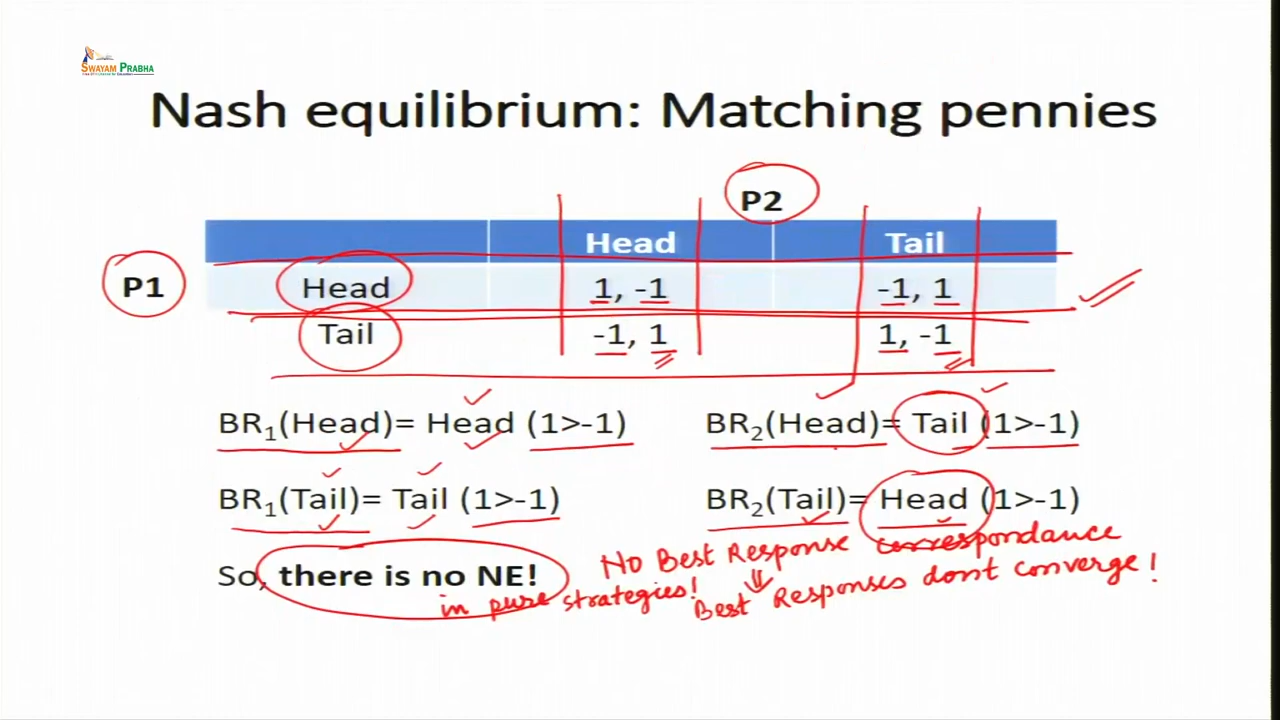 SWAYAM PRABHA
Nash equilibrium: Matching pennies
P2
Head Tail
P1 Head 1, -1 -1, 1
Tail -1, 1 1, -1
BR₁(Head)= Head (1>-1) BR₂(Head)= Tail (1>-1)
BR₁(Tail)= Tail (1>-1) BR₂(Tail)= Head (1>-1)
No Best Response correspondance
So, there is no NE!
in pure strategies!
Best Responses dont converge!